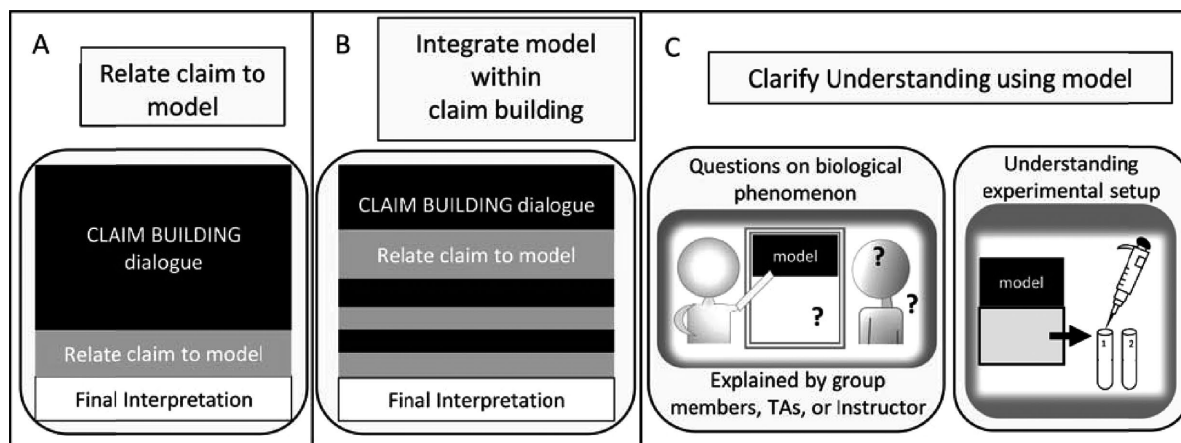 A
Relate claim to
model
CLAIM BUILDING
dialogue
Relate claim to model
Final Interpretation
B
Integrate model
within
claim building
CLAIM BUILDING dialogue
Relate claim to model
Final Interpretation
C
Clarify Understanding using model
Questions on biological
phenomenon
model
?
?
?
Explained by group
members, TAs, or Instructor
Understanding
experimental setup
model
1 2